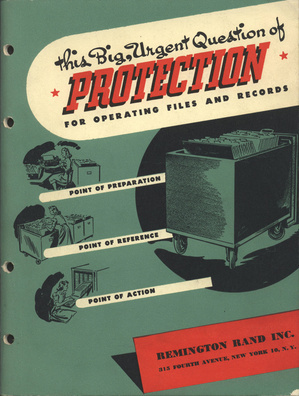 this Big, Urgent Question of
PROTECTION
FOR OPERATING FILES AND RECORDS
POINT OF PREPARATION
POINT OF REFERENCE
POINT OF ACTION
REMINGTON RAND INC.
315 FOURTH AVENUE, NEW YORK 10, N. Y.